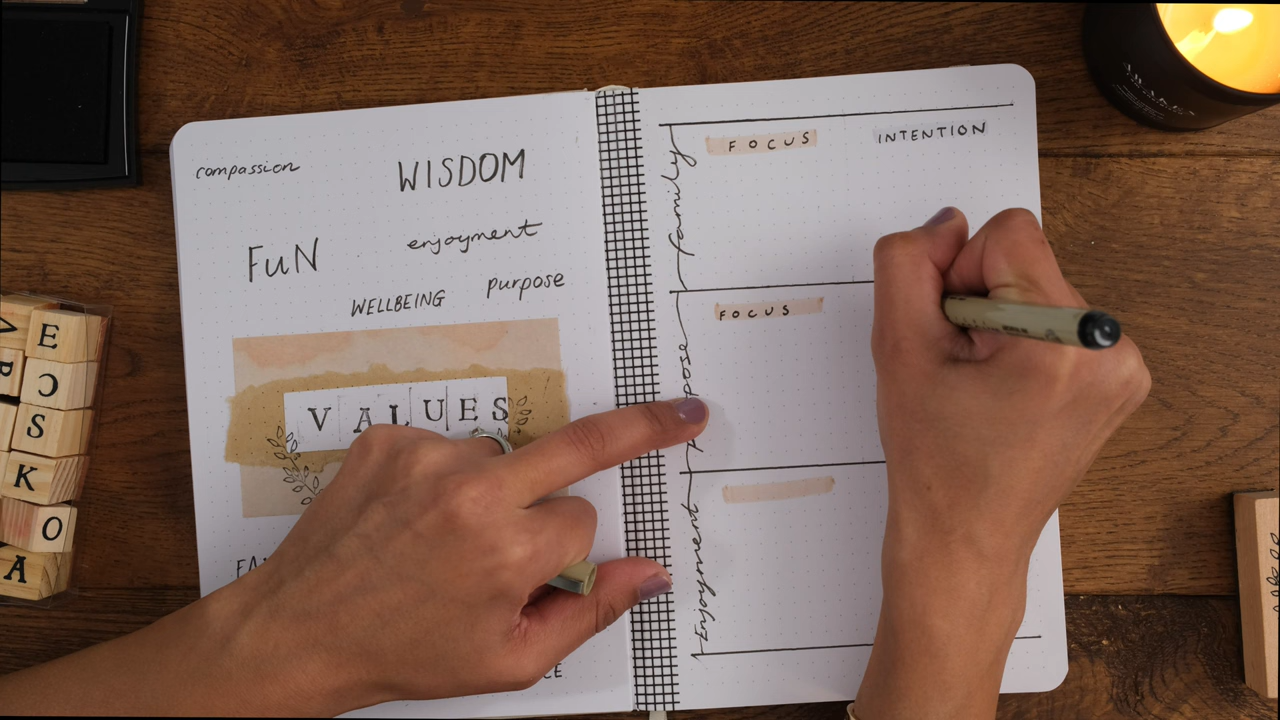 compassion
WISDOM
FuN
enjoyment
WELLBEING
purpose
VALUES
family
FOCUS
INTENTION
FOCUS
Enjoyment
E
C
S
K
O
A